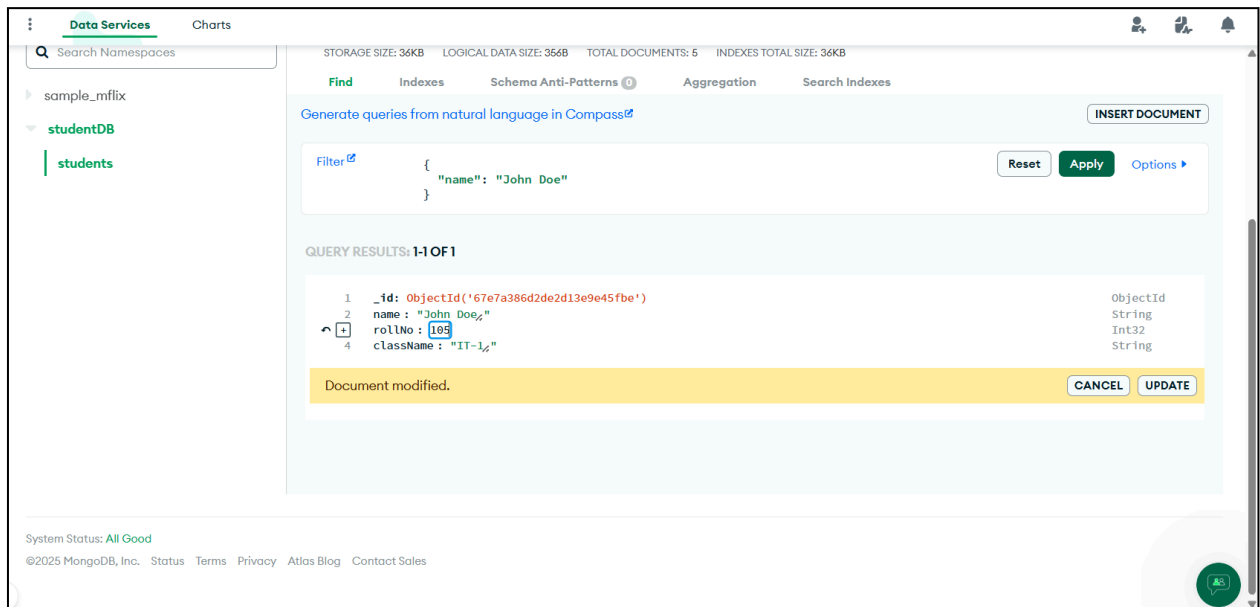 Data Services Charts
Search Namespaces
STORAGE SIZE: 36KB LOGICAL DATA SIZE: 356B TOTAL DOCUMENTS: 5 INDEXES TOTAL SIZE: 36KB
Find Indexes Schema Anti-Patterns 0 Aggregation Search Indexes
sample_mflix
studentDB
students
Generate queries from natural language in Compass
INSERT DOCUMENT
Filter
{
"name": "John Doe"
}
Reset Apply Options
QUERY RESULTS: 1-1 OF 1
1 _id: ObjectId('67e7a386d2de2d13e9e45fbe') ObjectId
2 name : "John Doe" String
+ rollNo : 105 Int32
4 className : "IT-1" String
Document modified. CANCEL UPDATE
System Status: All Good
©2025 MongoDB, Inc. Status Terms Privacy Atlas Blog Contact Sales